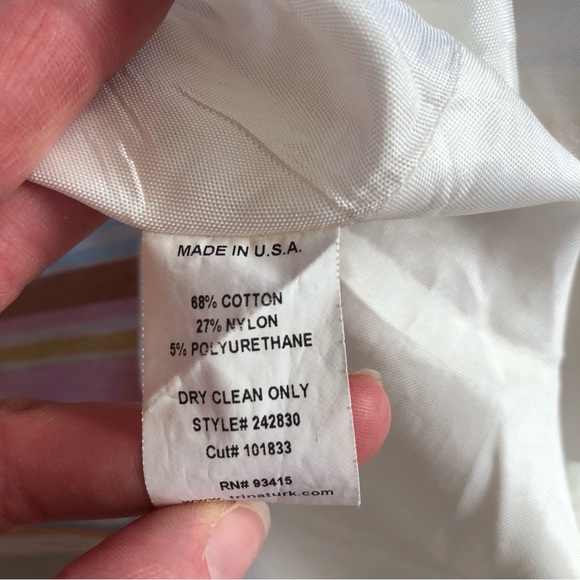 MADE IN U.S.A.
68% COTTON
27% NYLON
5% POLYURETHANE
DRY CLEAN ONLY
STYLE# 242830
Cut# 101833
RN# 93415
www.trinaturk.com